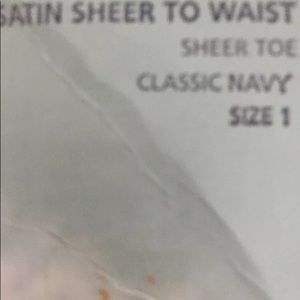 SATIN SHEER TO WAIST
SHEER TOE
CLASSIC NAVY
SIZE 1